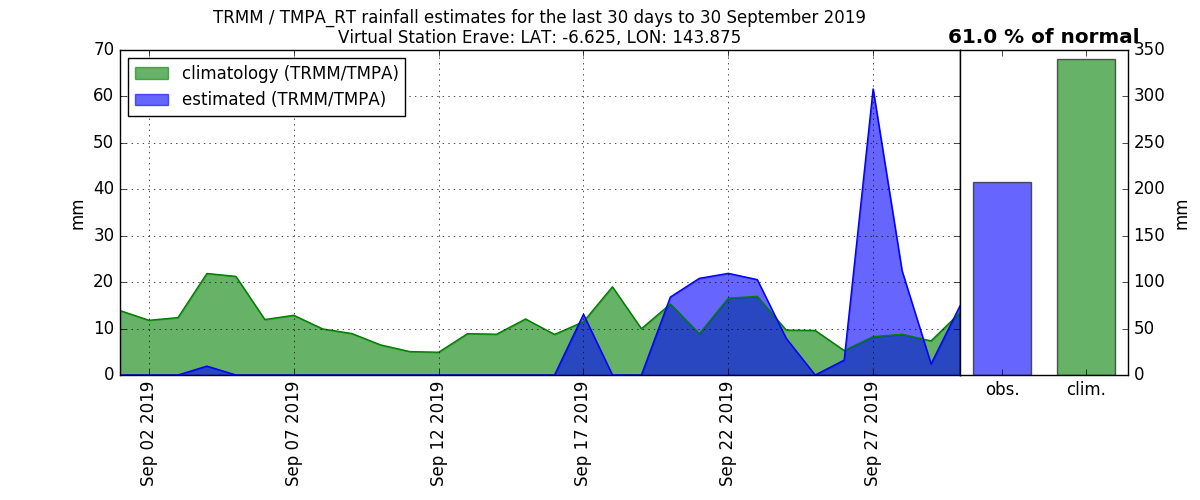 TRMM / TMPA_RT rainfall estimates for the last 30 days to 30 September 2019
Virtual Station Erave: LAT: -6.625, LON: 143.875
61.0 % of normal
climatology (TRMM/TMPA)
estimated (TRMM/TMPA)
70
60
50
40
30
20
10
0
mm
Sep 02 2019
Sep 07 2019
Sep 12 2019
Sep 17 2019
Sep 22 2019
Sep 27 2019
obs.
clim.
350
300
250
200
150
100
50
0
mm